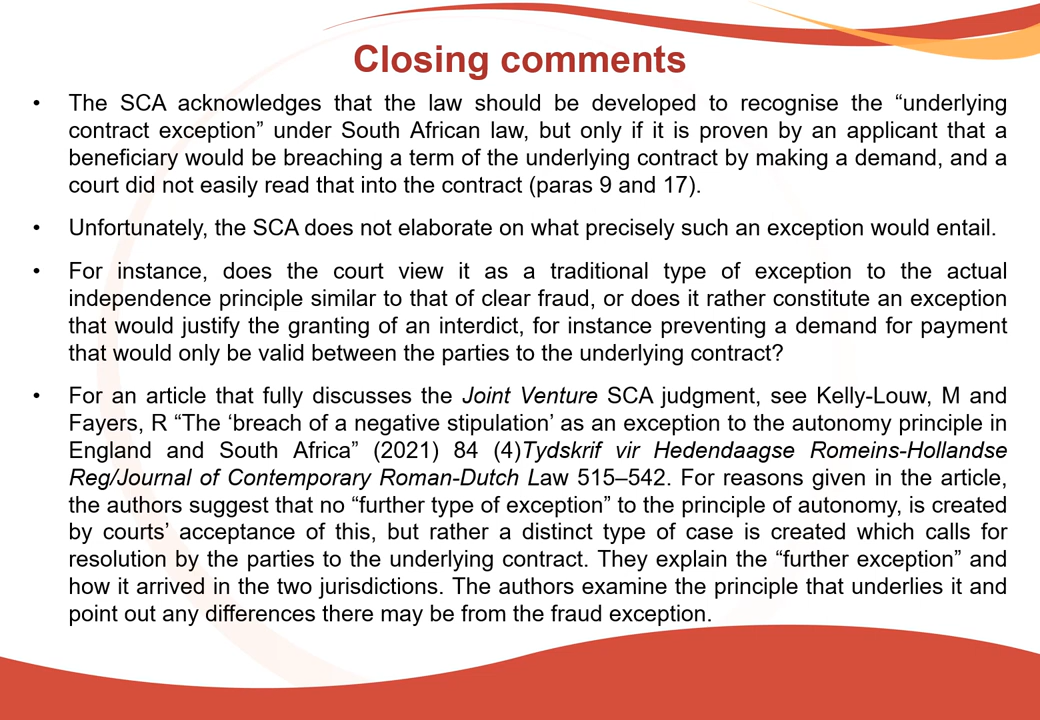 Closing comments
• The SCA acknowledges that the law should be developed to recognise the “underlying
contract exception” under South African law, but only if it is proven by an applicant that a
beneficiary would be breaching a term of the underlying contract by making a demand, and a
court did not easily read that into the contract (paras 9 and 17).
• Unfortunately, the SCA does not elaborate on what precisely such an exception would entail.
• For instance, does the court view it as a traditional type of exception to the actual
independence principle similar to that of clear fraud, or does it rather constitute an exception
that would justify the granting of an interdict, for instance preventing a demand for payment
that would only be valid between the parties to the underlying contract?
• For an article that fully discusses the Joint Venture SCA judgment, see Kelly-Louw, M and
Fayers, R “The ‘breach of a negative stipulation’ as an exception to the autonomy principle in
England and South Africa” (2021) 84 (4)Tydskrif vir Hedendaagse Romeins-Hollandse
Reg/Journal of Contemporary Roman-Dutch Law 515–542. For reasons given in the article,
the authors suggest that no “further type of exception” to the principle of autonomy, is created
by courts’ acceptance of this, but rather a distinct type of case is created which calls for
resolution by the parties to the underlying contract. They explain the “further exception” and
how it arrived in the two jurisdictions. The authors examine the principle that underlies it and
point out any differences there may be from the fraud exception.